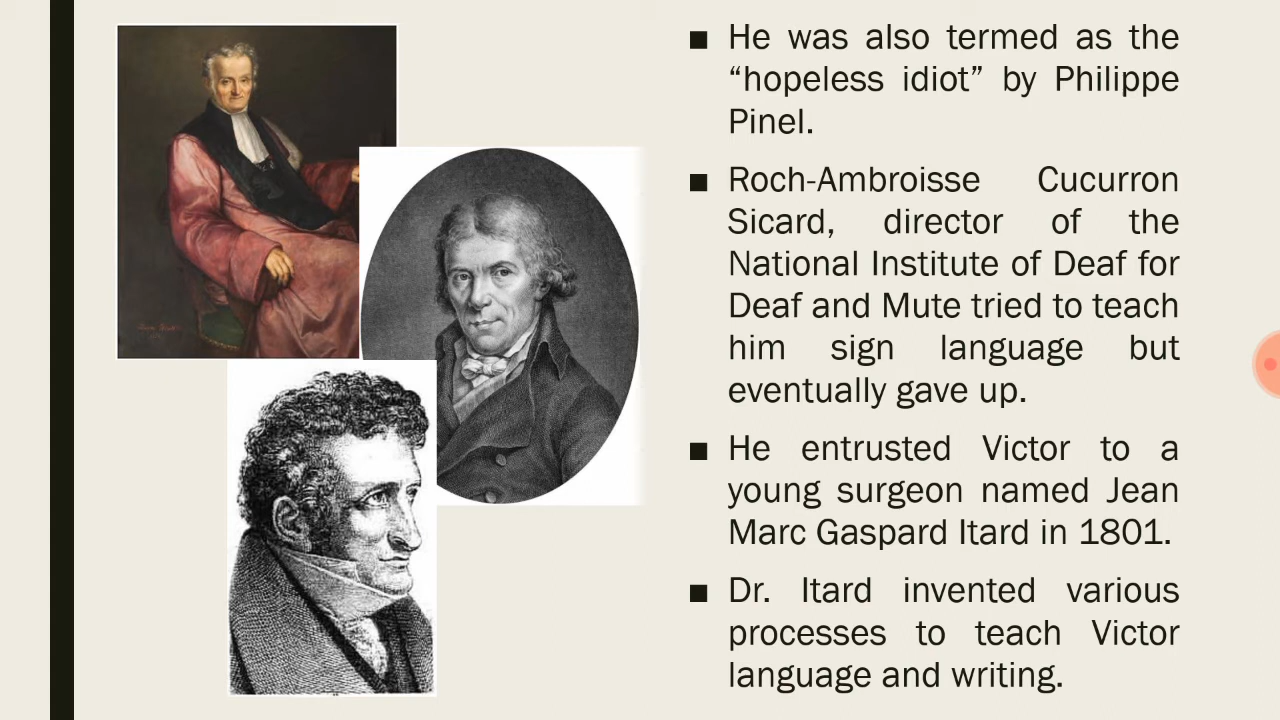 ■ He was also termed as the
“hopeless idiot” by Philippe
Pinel.
■ Roch-Ambroisse Cucurron
Sicard, director of the
National Institute of Deaf for
Deaf and Mute tried to teach
him sign language but
eventually gave up.
■ He entrusted Victor to a
young surgeon named Jean
Marc Gaspard Itard in 1801.
■ Dr. Itard invented various
processes to teach Victor
language and writing.